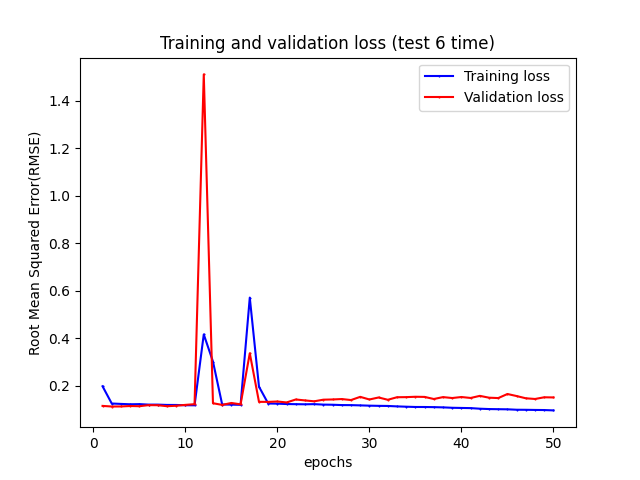 Training and validation loss (test 6 time)
Training loss
Validation loss
Root Mean Squared Error(RMSE)
1.4
1.2
1.0
0.8
0.6
0.4
0.2
0 10 20 30 40 50
epochs